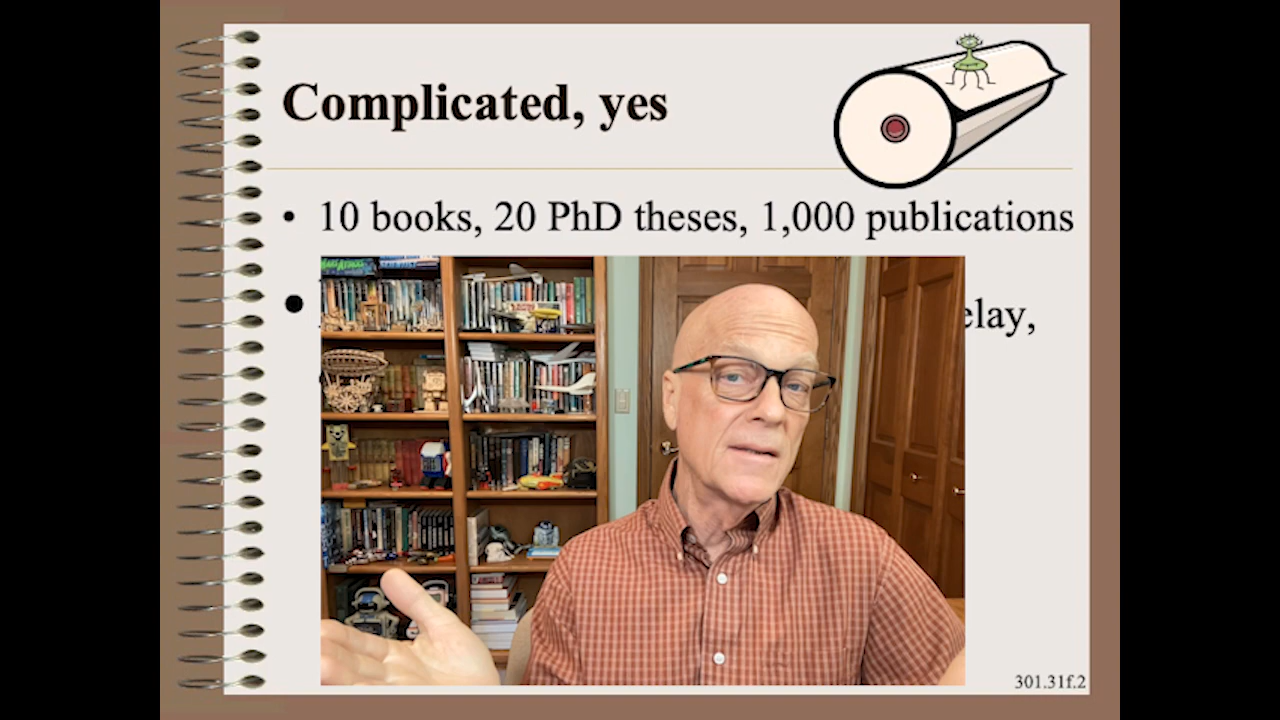 Complicated, yes
• 10 books, 20 PhD theses, 1,000 publications
• elay,
301.31f.2